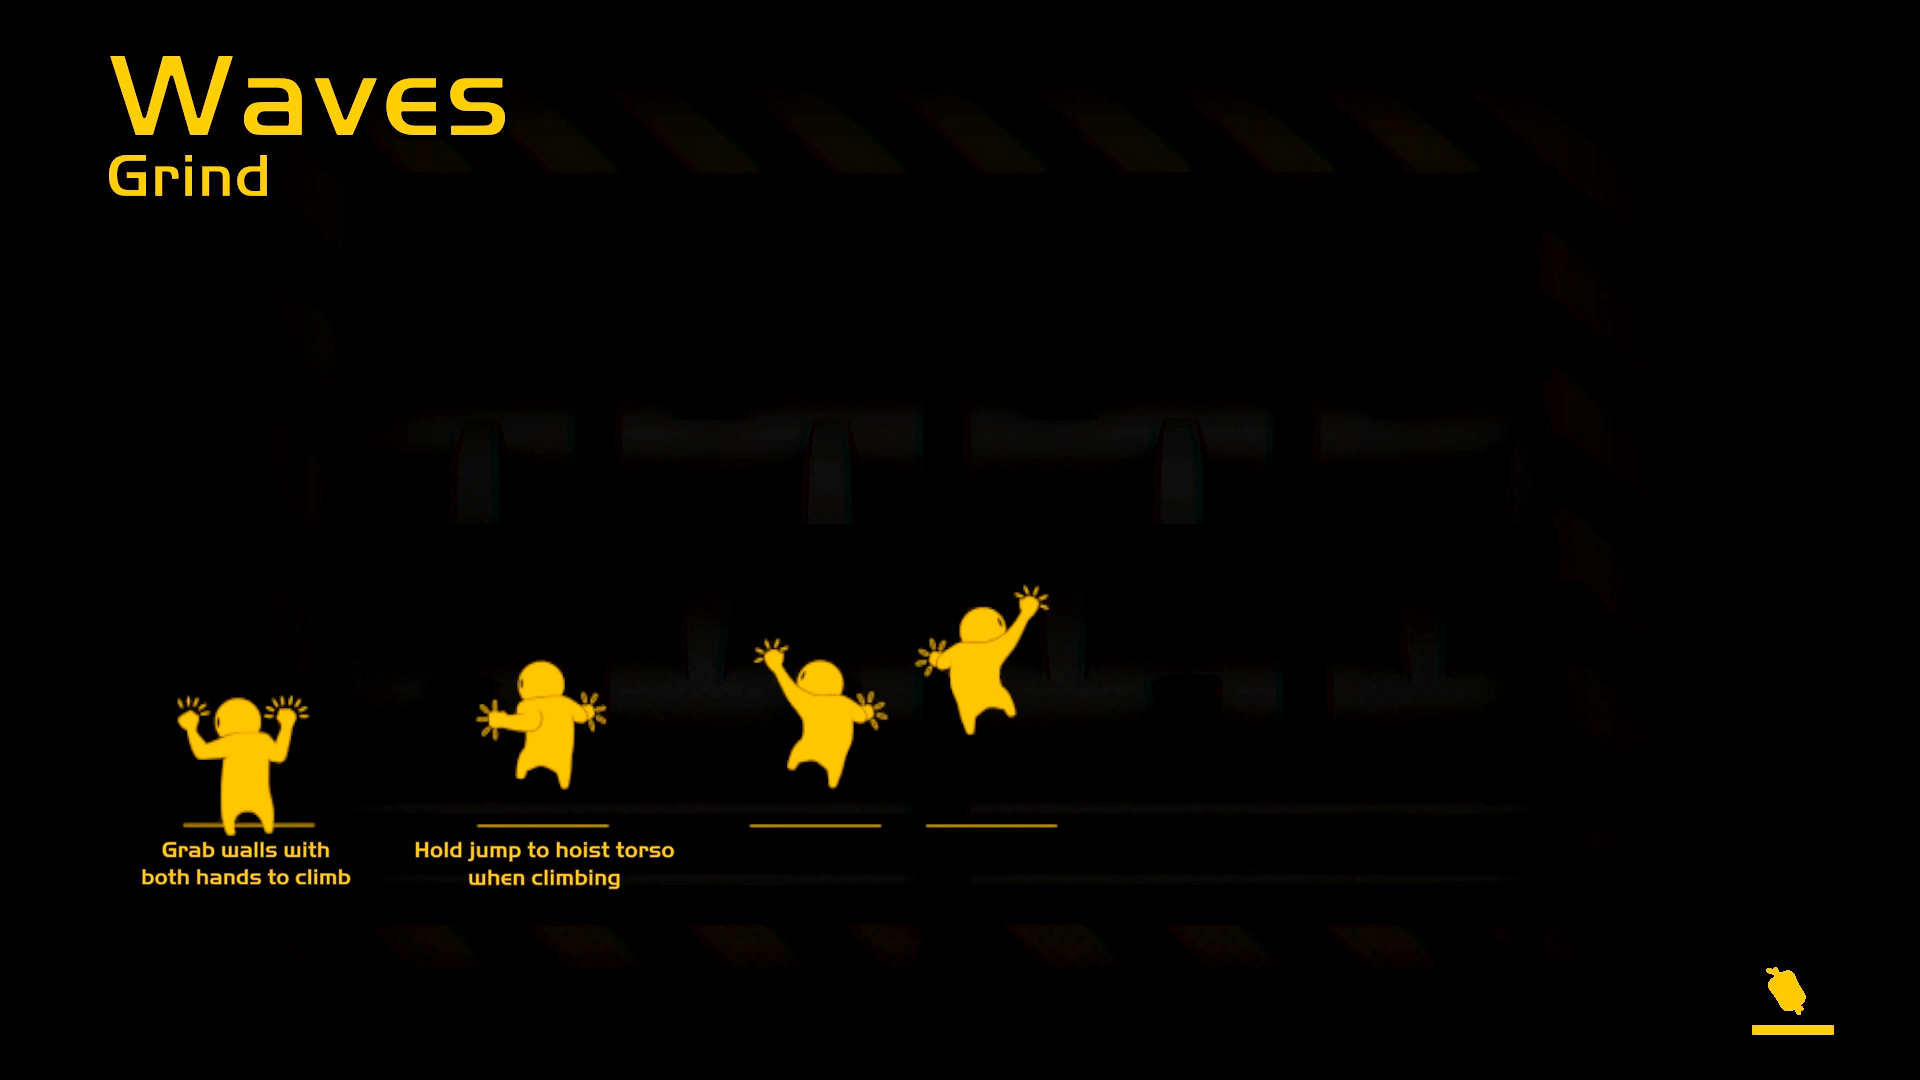 Waves
Grind
Grab walls with
both hands to climb
Hold jump to hoist torso
when climbing